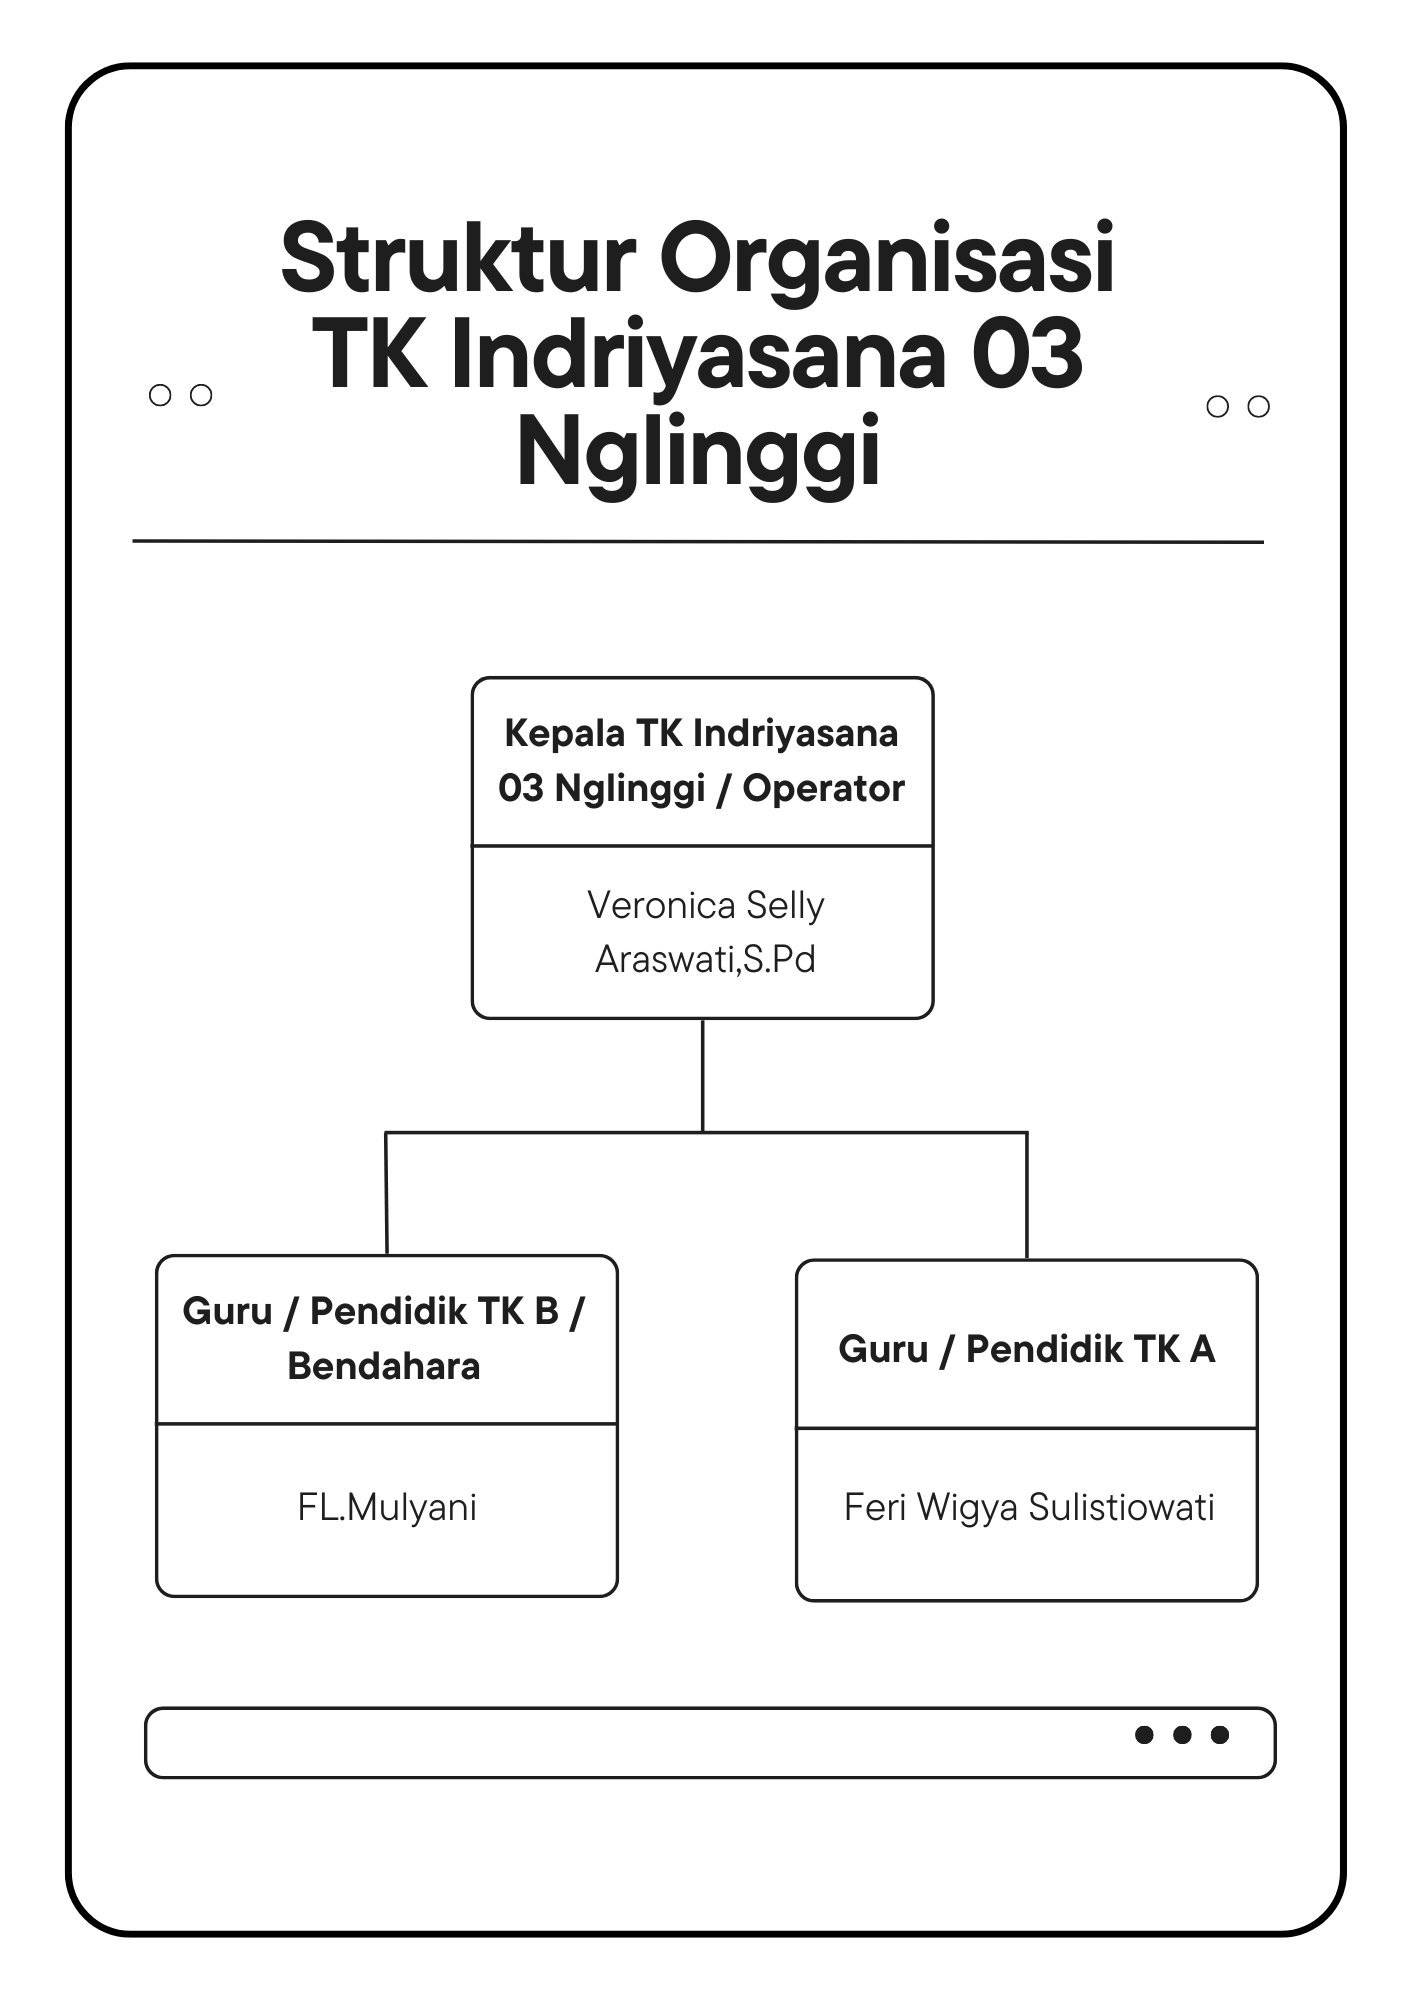 Struktur Organisasi
TK Indriyasana 03
Nglinggi
Kepala TK Indriyasana
03 Nglinggi / Operator
Veronica Selly
Araswati,S.Pd
Guru / Pendidik TK B /
Bendahara
FL.Mulyani
Guru / Pendidik TK A
Feri Wigya Sulistiowati